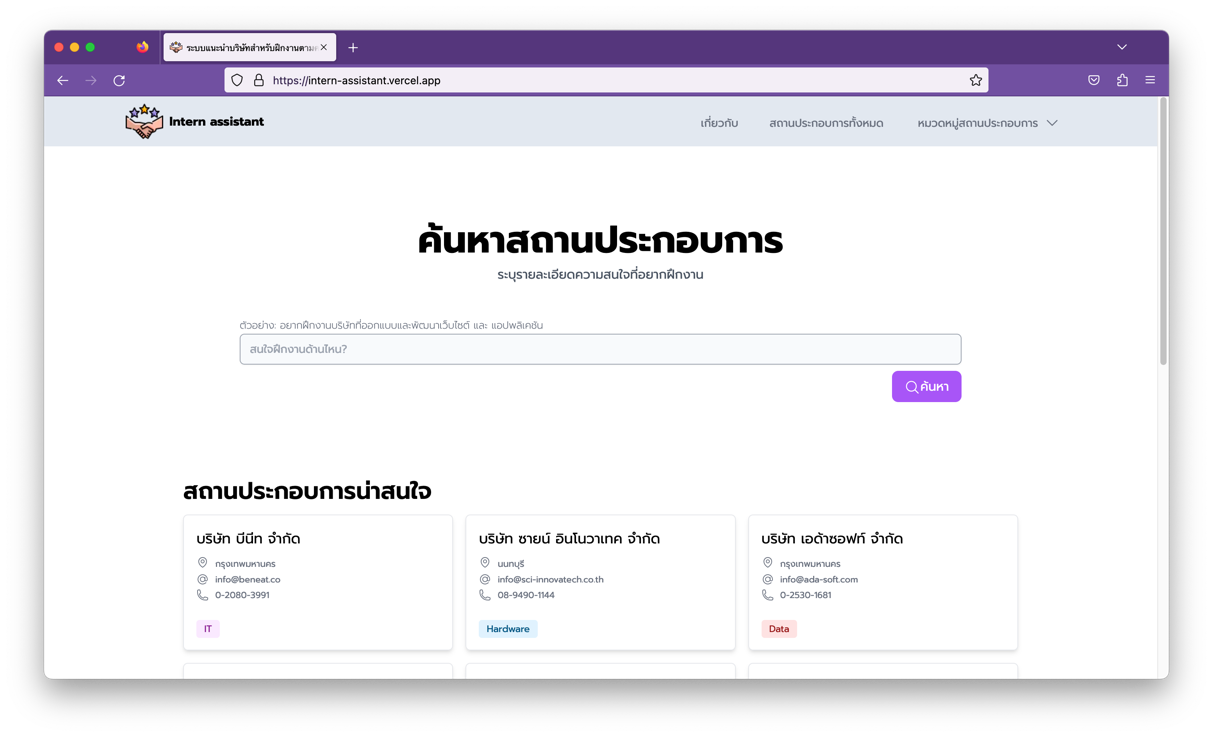 ระบบแนะนำบริษัทสำหรับฝึกงานตาม
https://intern-assistant.vercel.app
Intern assistant
เกี่ยวกับ
สถานประกอบการทั้งหมด
หมวดหมู่สถานประกอบการ
ค้นหาสถานประกอบการ
ระบุรายละเอียดความสนใจที่อยากฝึกงาน
ตัวอย่าง: อยากฝึกงานบริษัทที่ออกแบบและพัฒนาเว็บไซต์ และ แอปพลิเคชัน
สนใจฝึกงานด้านไหน?
ค้นหา
สถานประกอบการน่าสนใจ
บริษัท บีนีท จำกัด
กรุงเทพมหานคร
info@beneat.co
0-2080-3991
IT
บริษัท ซายน์ อินโนวาเทค จำกัด
นนทบุรี
info@sci-innovatech.co.th
08-9490-1144
Hardware
บริษัท เอด้าซอฟท์ จำกัด
กรุงเทพมหานคร
info@ada-soft.com
0-2530-1681
Data